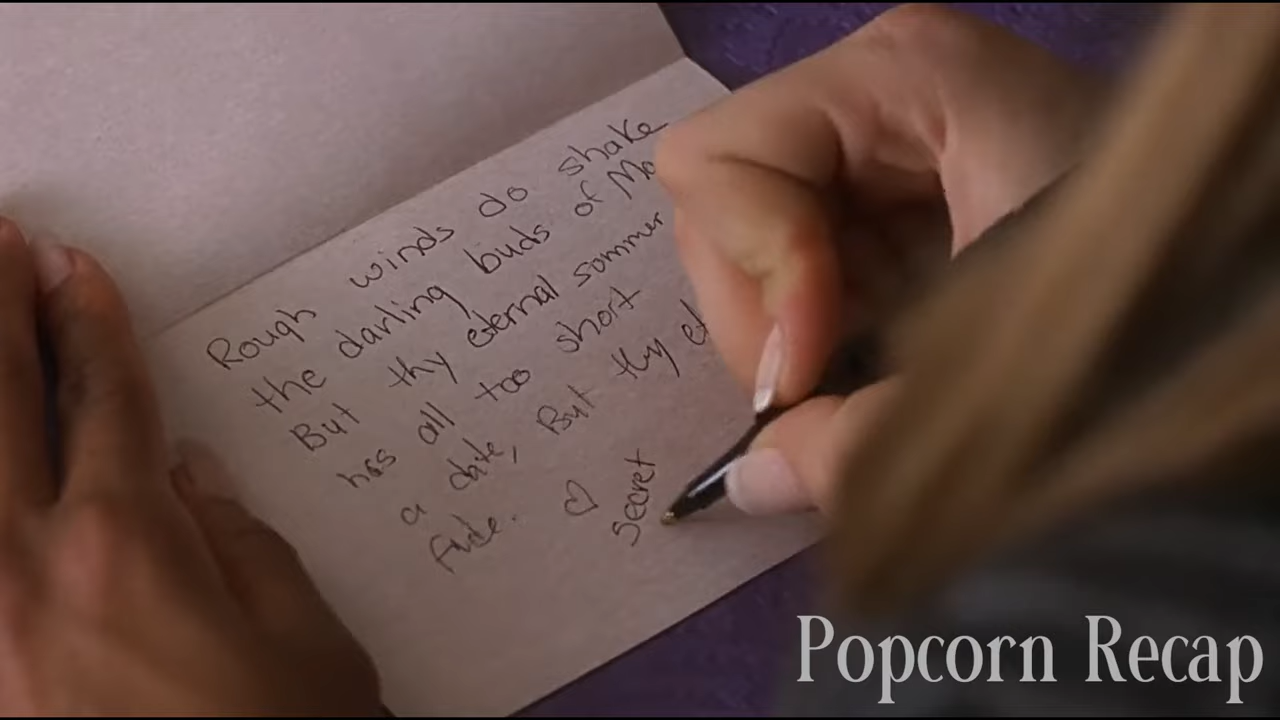 Rough winds do shake
the darling buds of Ma
But thy eternal sommer
has all too short
a date, But thy
fade.
♡ secret
Popcorn Recap